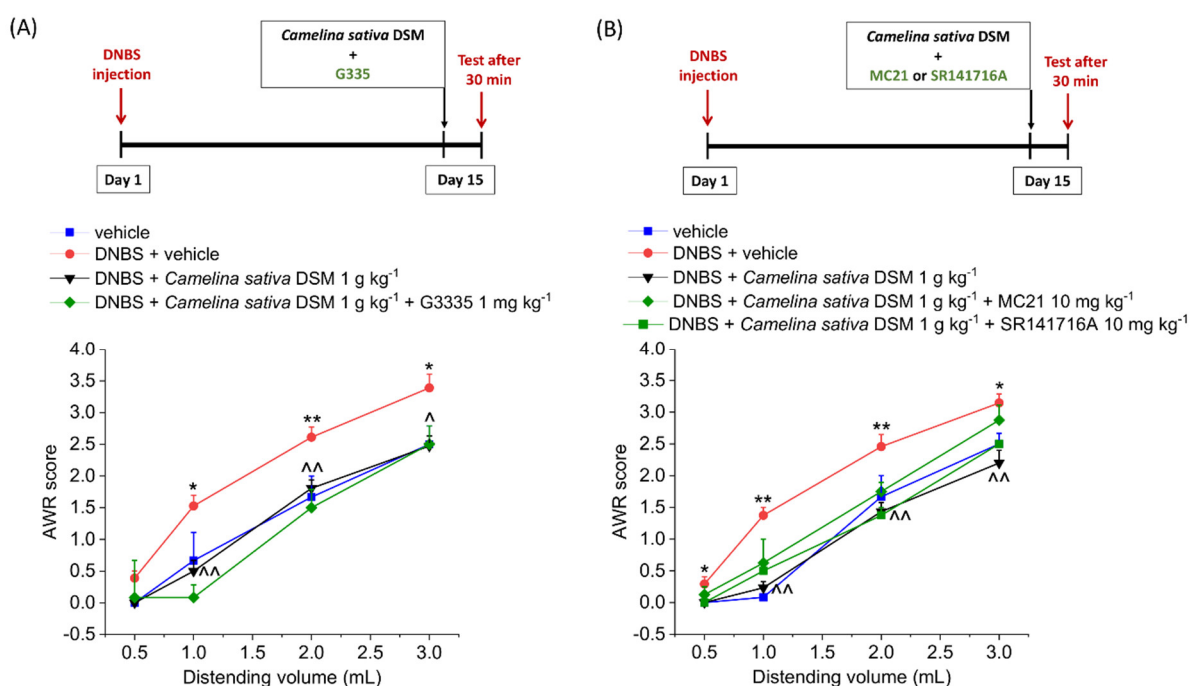 (A)
DNBS
injection
Camelina sativa DSM
+
G335
Test after
30 min
Day 1
Day 15
vehicle
DNBS + vehicle
DNBS + Camelina sativa DSM 1 g kg⁻¹
DNBS + Camelina sativa DSM 1 g kg⁻¹ + G3335 1 mg kg⁻¹
AWR score
4.0
3.5
3.0
2.5
2.0
1.5
1.0
0.5
0.0
-0.5
*
**
*
^^
^^
^
0.5 1.0 2.0 3.0
Distending volume (mL)
(B)
DNBS
injection
Camelina sativa DSM
+
MC21 or SR141716A
Test after
30 min
Day 1
Day 15
vehicle
DNBS + vehicle
DNBS + Camelina sativa DSM 1 g kg⁻¹
DNBS + Camelina sativa DSM 1 g kg⁻¹ + MC21 10 mg kg⁻¹
DNBS + Camelina sativa DSM 1 g kg⁻¹ + SR141716A 10 mg kg⁻¹
AWR score
4.0
3.5
3.0
2.5
2.0
1.5
1.0
0.5
0.0
-0.5
*
**
**
*
^^
^^
^^
0.5 1.0 2.0 3.0
Distending volume (mL)